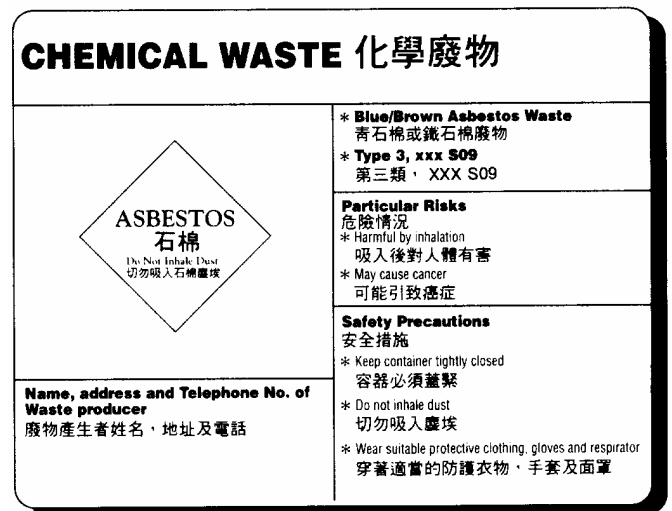 CHEMICAL WASTE 化學廢物
ASBESTOS
石棉
Do Not Inhale Dust
切勿吸入石棉塵埃
Name, address and Telephone No. of
Waste producer
廢物產生者姓名，地址及電話
* Blue/Brown Asbestos Waste
青石棉或鐵石棉廢物
* Type 3, xxx S09
第三類， XXX S09
Particular Risks
危險情況
* Harmful by inhalation
吸入後對人體有害
* May cause cancer
可能引致癌症
Safety Precautions
安全措施
* Keep container tightly closed
容器必須蓋緊
* Do not inhale dust
切勿吸入塵埃
* Wear suitable protective clothing, gloves and respirator
穿著適當的防護衣物，手套及面罩